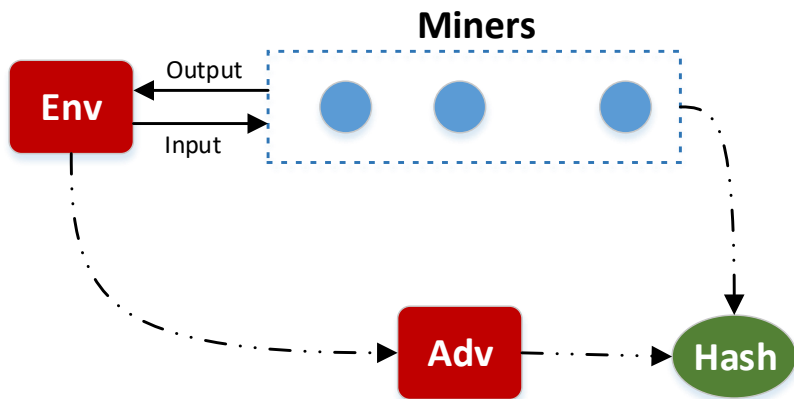 Miners
Output
Env
Input
Adv
Hash